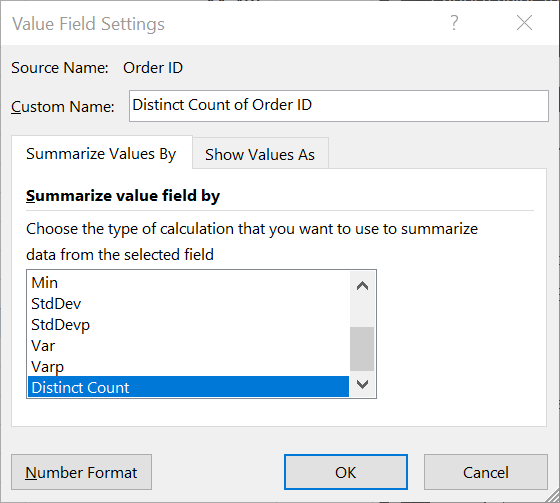 Value Field Settings ?
Source Name: Order ID
Custom Name: Distinct Count of Order ID
Summarize Values By Show Values As
Summarize value field by
Choose the type of calculation that you want to use to summarize
data from the selected field
Min
StdDev
StdDevp
Var
Varp
Distinct Count
Number Format OK Cancel